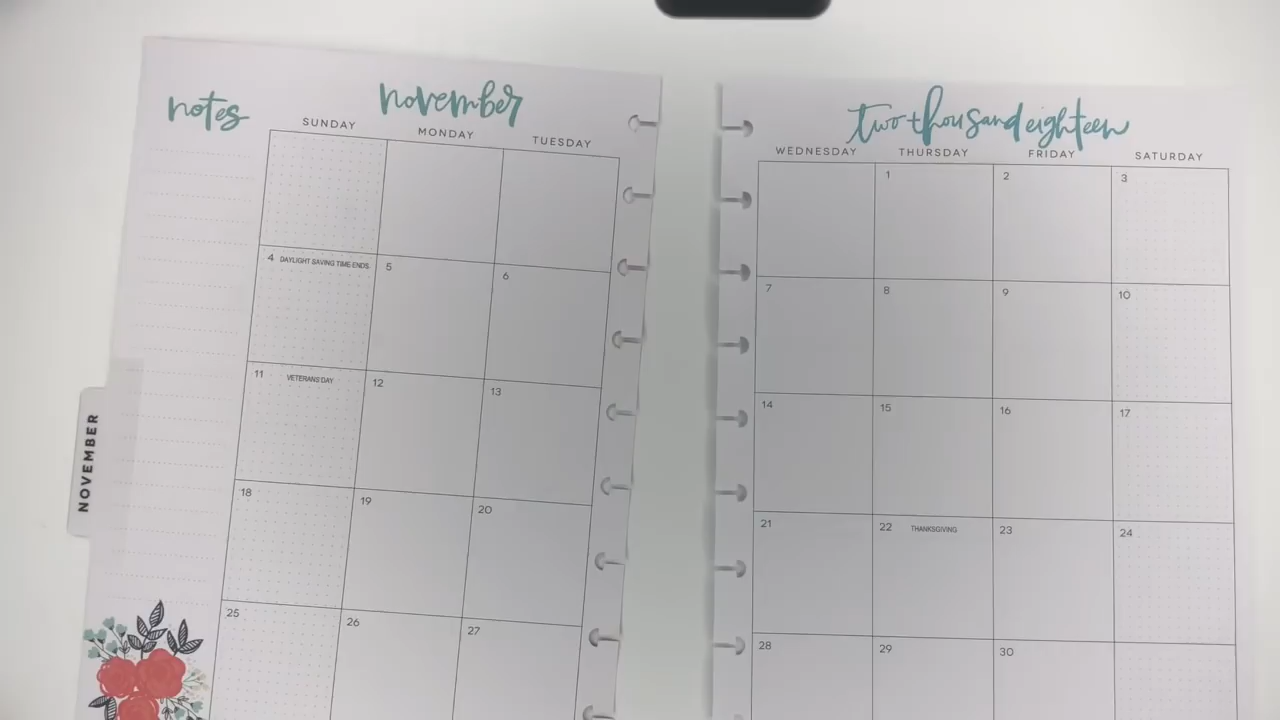 notes
november
SUNDAY MONDAY TUESDAY
4 DAYLIGHT SAVING TIME ENDS 5 6
11 VETERANS DAY 12 13
18 19 20
25 26 27
NOVEMBER
two thousand eighteen
WEDNESDAY THURSDAY FRIDAY SATURDAY
1 2 3
7 8 9 10
14 15 16 17
21 22 THANKSGIVING 23 24
28 29 30